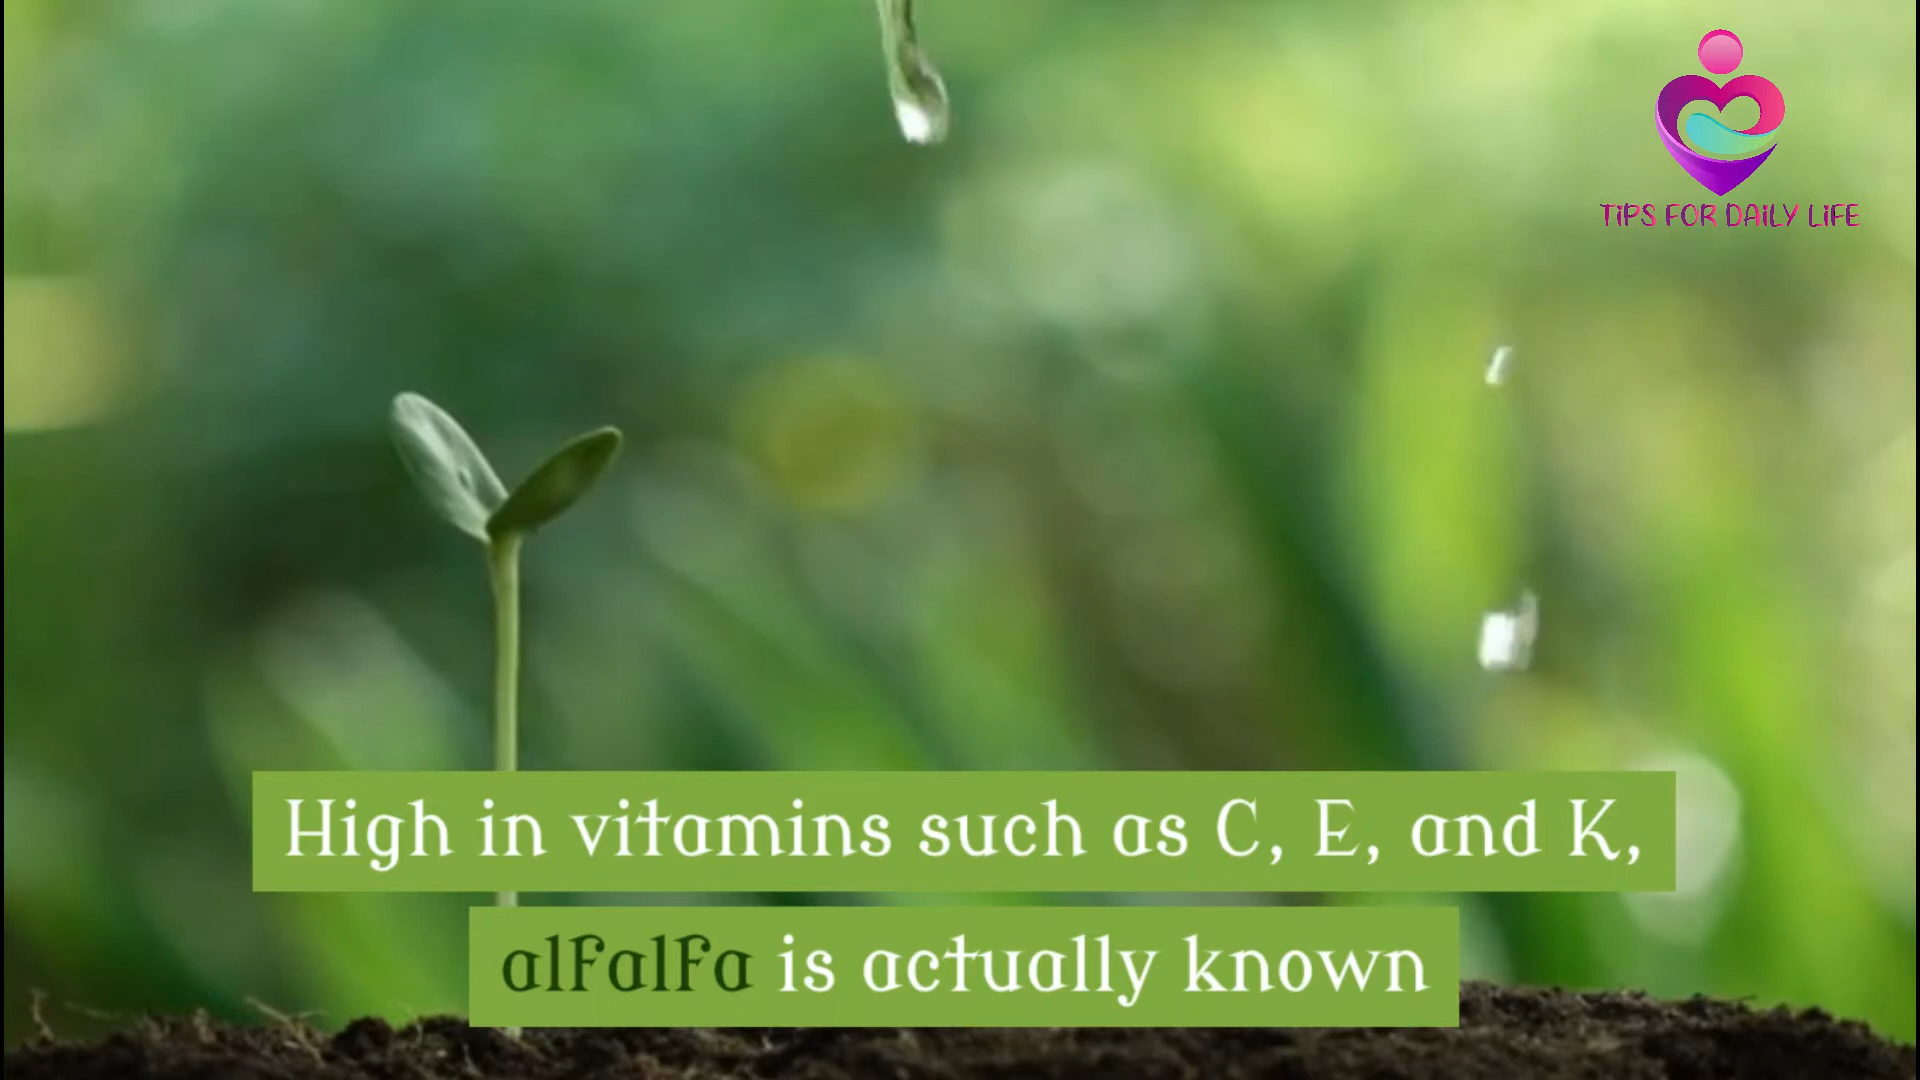 TiPS FOR DAiLY LiFE
High in vitamins such as C, E, and K,
alfalfa is actually known